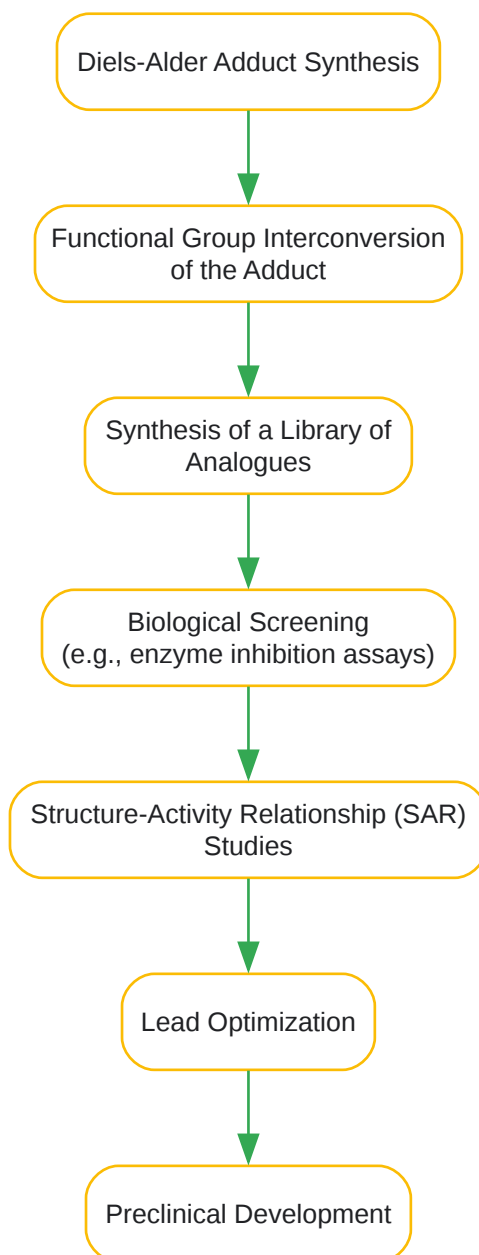 Diels-Alder Adduct Synthesis
Functional Group Interconversion
of the Adduct
Synthesis of a Library of
Analogues
Biological Screening
(e.g., enzyme inhibition assays)
Structure-Activity Relationship (SAR)
Studies
Lead Optimization
Preclinical Development